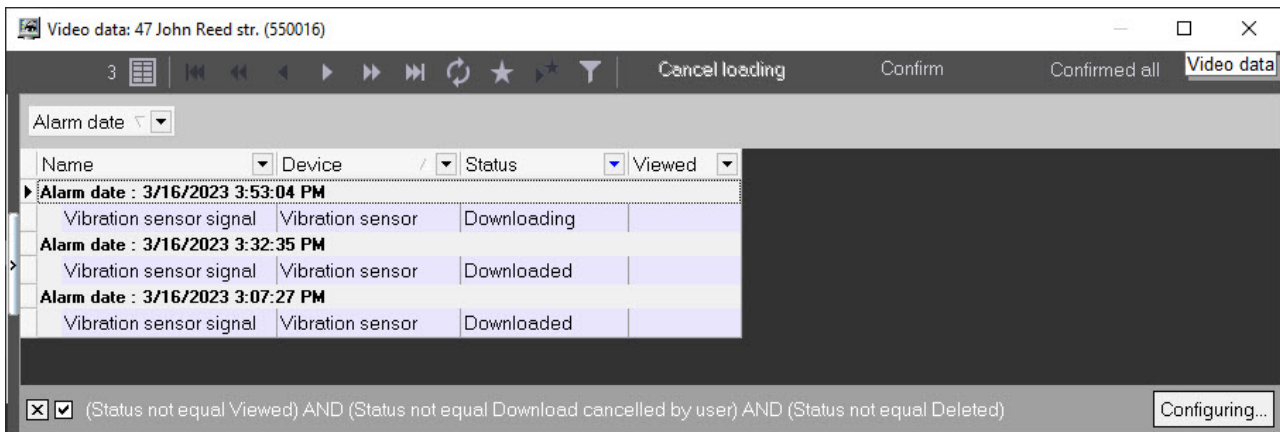 Video data: 47 John Reed str. (550016)
3 Cancel loading Confirm Confirmed all Video data
Alarm date
Name Device Status Viewed
Alarm date : 3/16/2023 3:53:04 PM
Vibration sensor signal Vibration sensor Downloading
Alarm date : 3/16/2023 3:32:35 PM
Vibration sensor signal Vibration sensor Downloaded
Alarm date : 3/16/2023 3:07:27 PM
Vibration sensor signal Vibration sensor Downloaded
(Status not equal Viewed) AND (Status not equal Download cancelled by user) AND (Status not equal Deleted) Configuring...